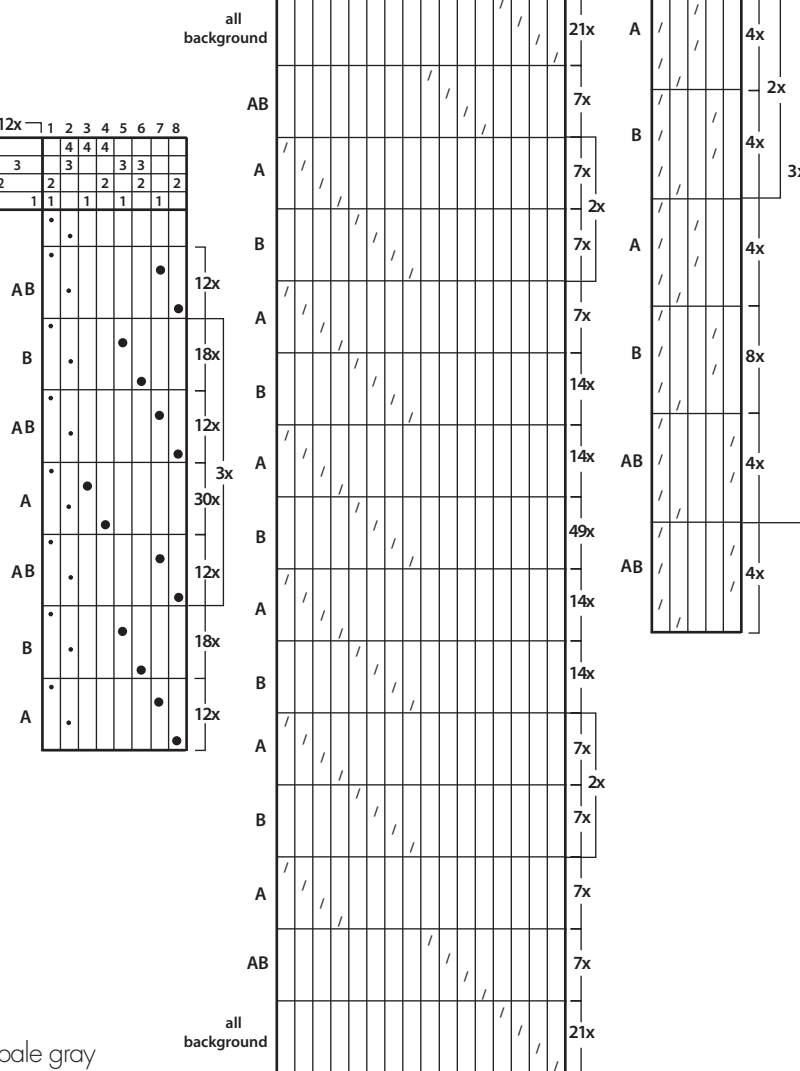 12x 1 2 3 4 5 6 7 8
4 4 4
3 3 3 3
2 2 2 2 2
1 1 1 1 1
AB 12x
B 18x
AB 12x
3x
A 30x
AB 12x
B 18x
A 12x
pale gray
all
background 21x
AB 7x
A 7x
2x
B 7x
A 7x
B 14x
A 14x
B 49x
A 14x
B 14x
A 7x
2x
B 7x
A 7x
AB 7x
all
background 21x
A 4x
2x
B 4x
3x
A 4x
B 8x
AB 4x
AB 4x